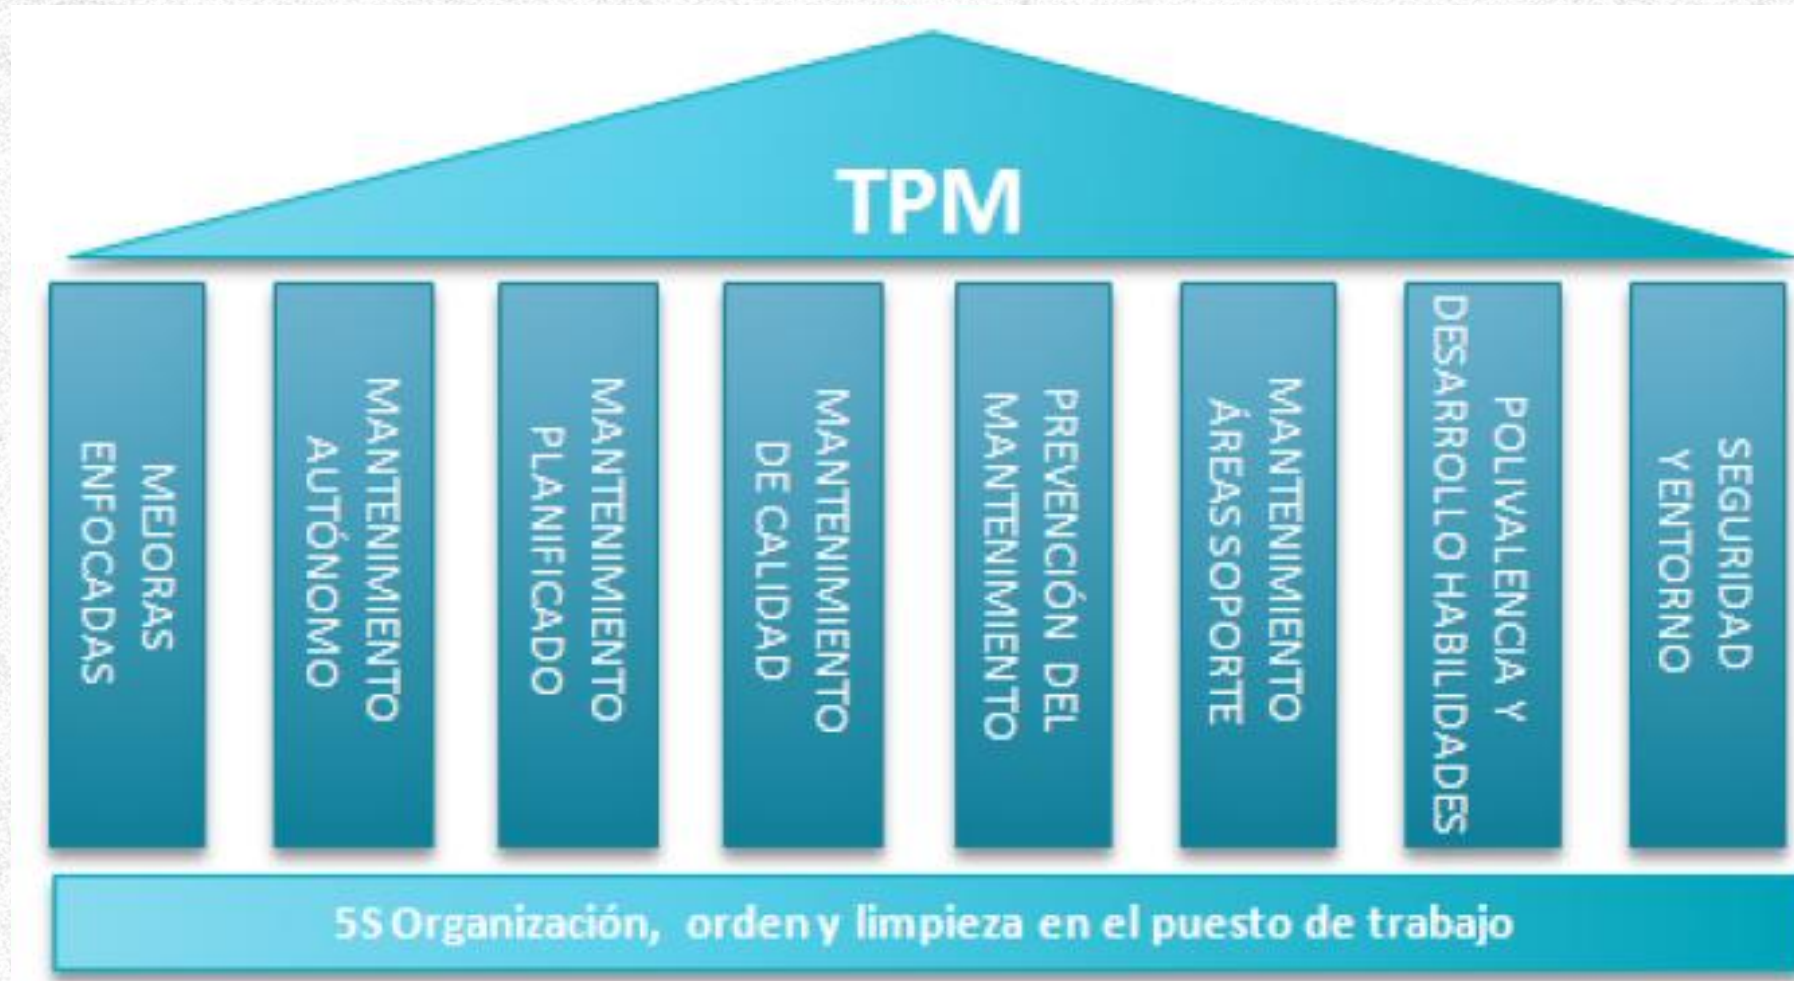 TPM
MEJORAS
ENFOCADAS
MANTENIMIENTO
AUTÓNOMO
MANTENIMIENTO
PLANIFICADO
MANTENIMIENTO
DE CALIDAD
PREVENCIÓN DEL
MANTENIMIENTO
MANTENIMIENTO
ÁREAS SOPORTE
POLIVALENCIA Y
DESARROLLO HABILIDADES
SEGURIDAD
Y ENTORNO
5S Organización, orden y limpieza en el puesto de trabajo